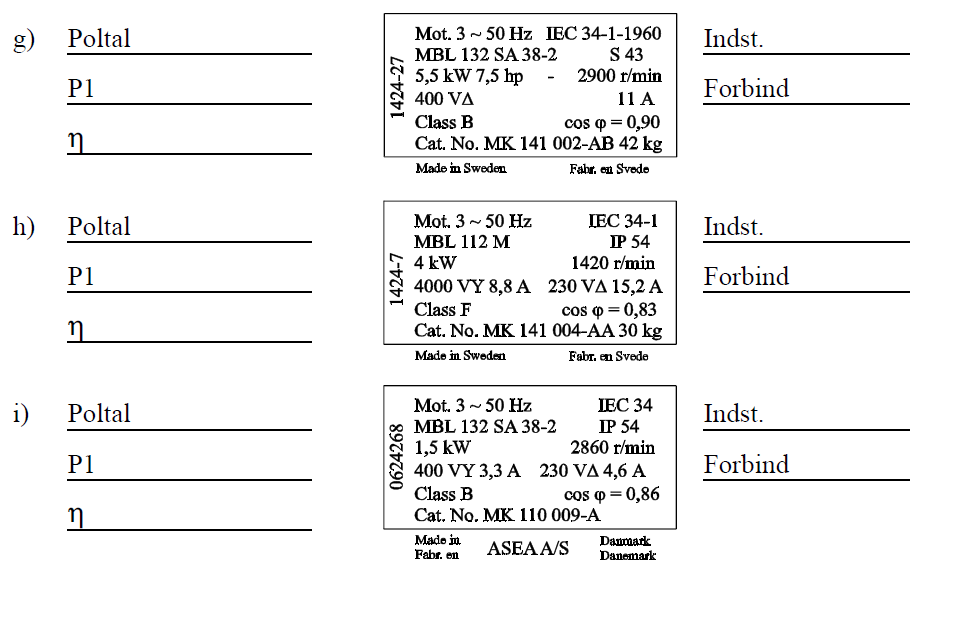 g) Poltal
P1
η
1424-27
Mot. 3 ~ 50 Hz IEC 34-1-1960
MBL 132 SA 38-2 S 43
5,5 kW 7,5 hp - 2900 r/min
400 VΔ 11 A
Class B cos φ = 0,90
Cat. No. MK 141 002-AB 42 kg
Made in Sweden Fabr. en Svede
Indst.
Forbind
h) Poltal
P1
η
1424-7
Mot. 3 ~ 50 Hz IEC 34-1
MBL 112 M IP 54
4 kW 1420 r/min
4000 VY 8,8 A 230 VΔ 15,2 A
Class F cos φ = 0,83
Cat. No. MK 141 004-AA 30 kg
Made in Sweden Fabr. en Svede
Indst.
Forbind
i) Poltal
P1
η
0624268
Mot. 3 ~ 50 Hz IEC 34
MBL 132 SA 38-2 IP 54
1,5 kW 2860 r/min
400 VY 3,3 A 230 VΔ 4,6 A
Class B cos φ = 0,86
Cat. No. MK 110 009-A
Made in Danmark
Fabr. en ASEA A/S Danemark
Indst.
Forbind